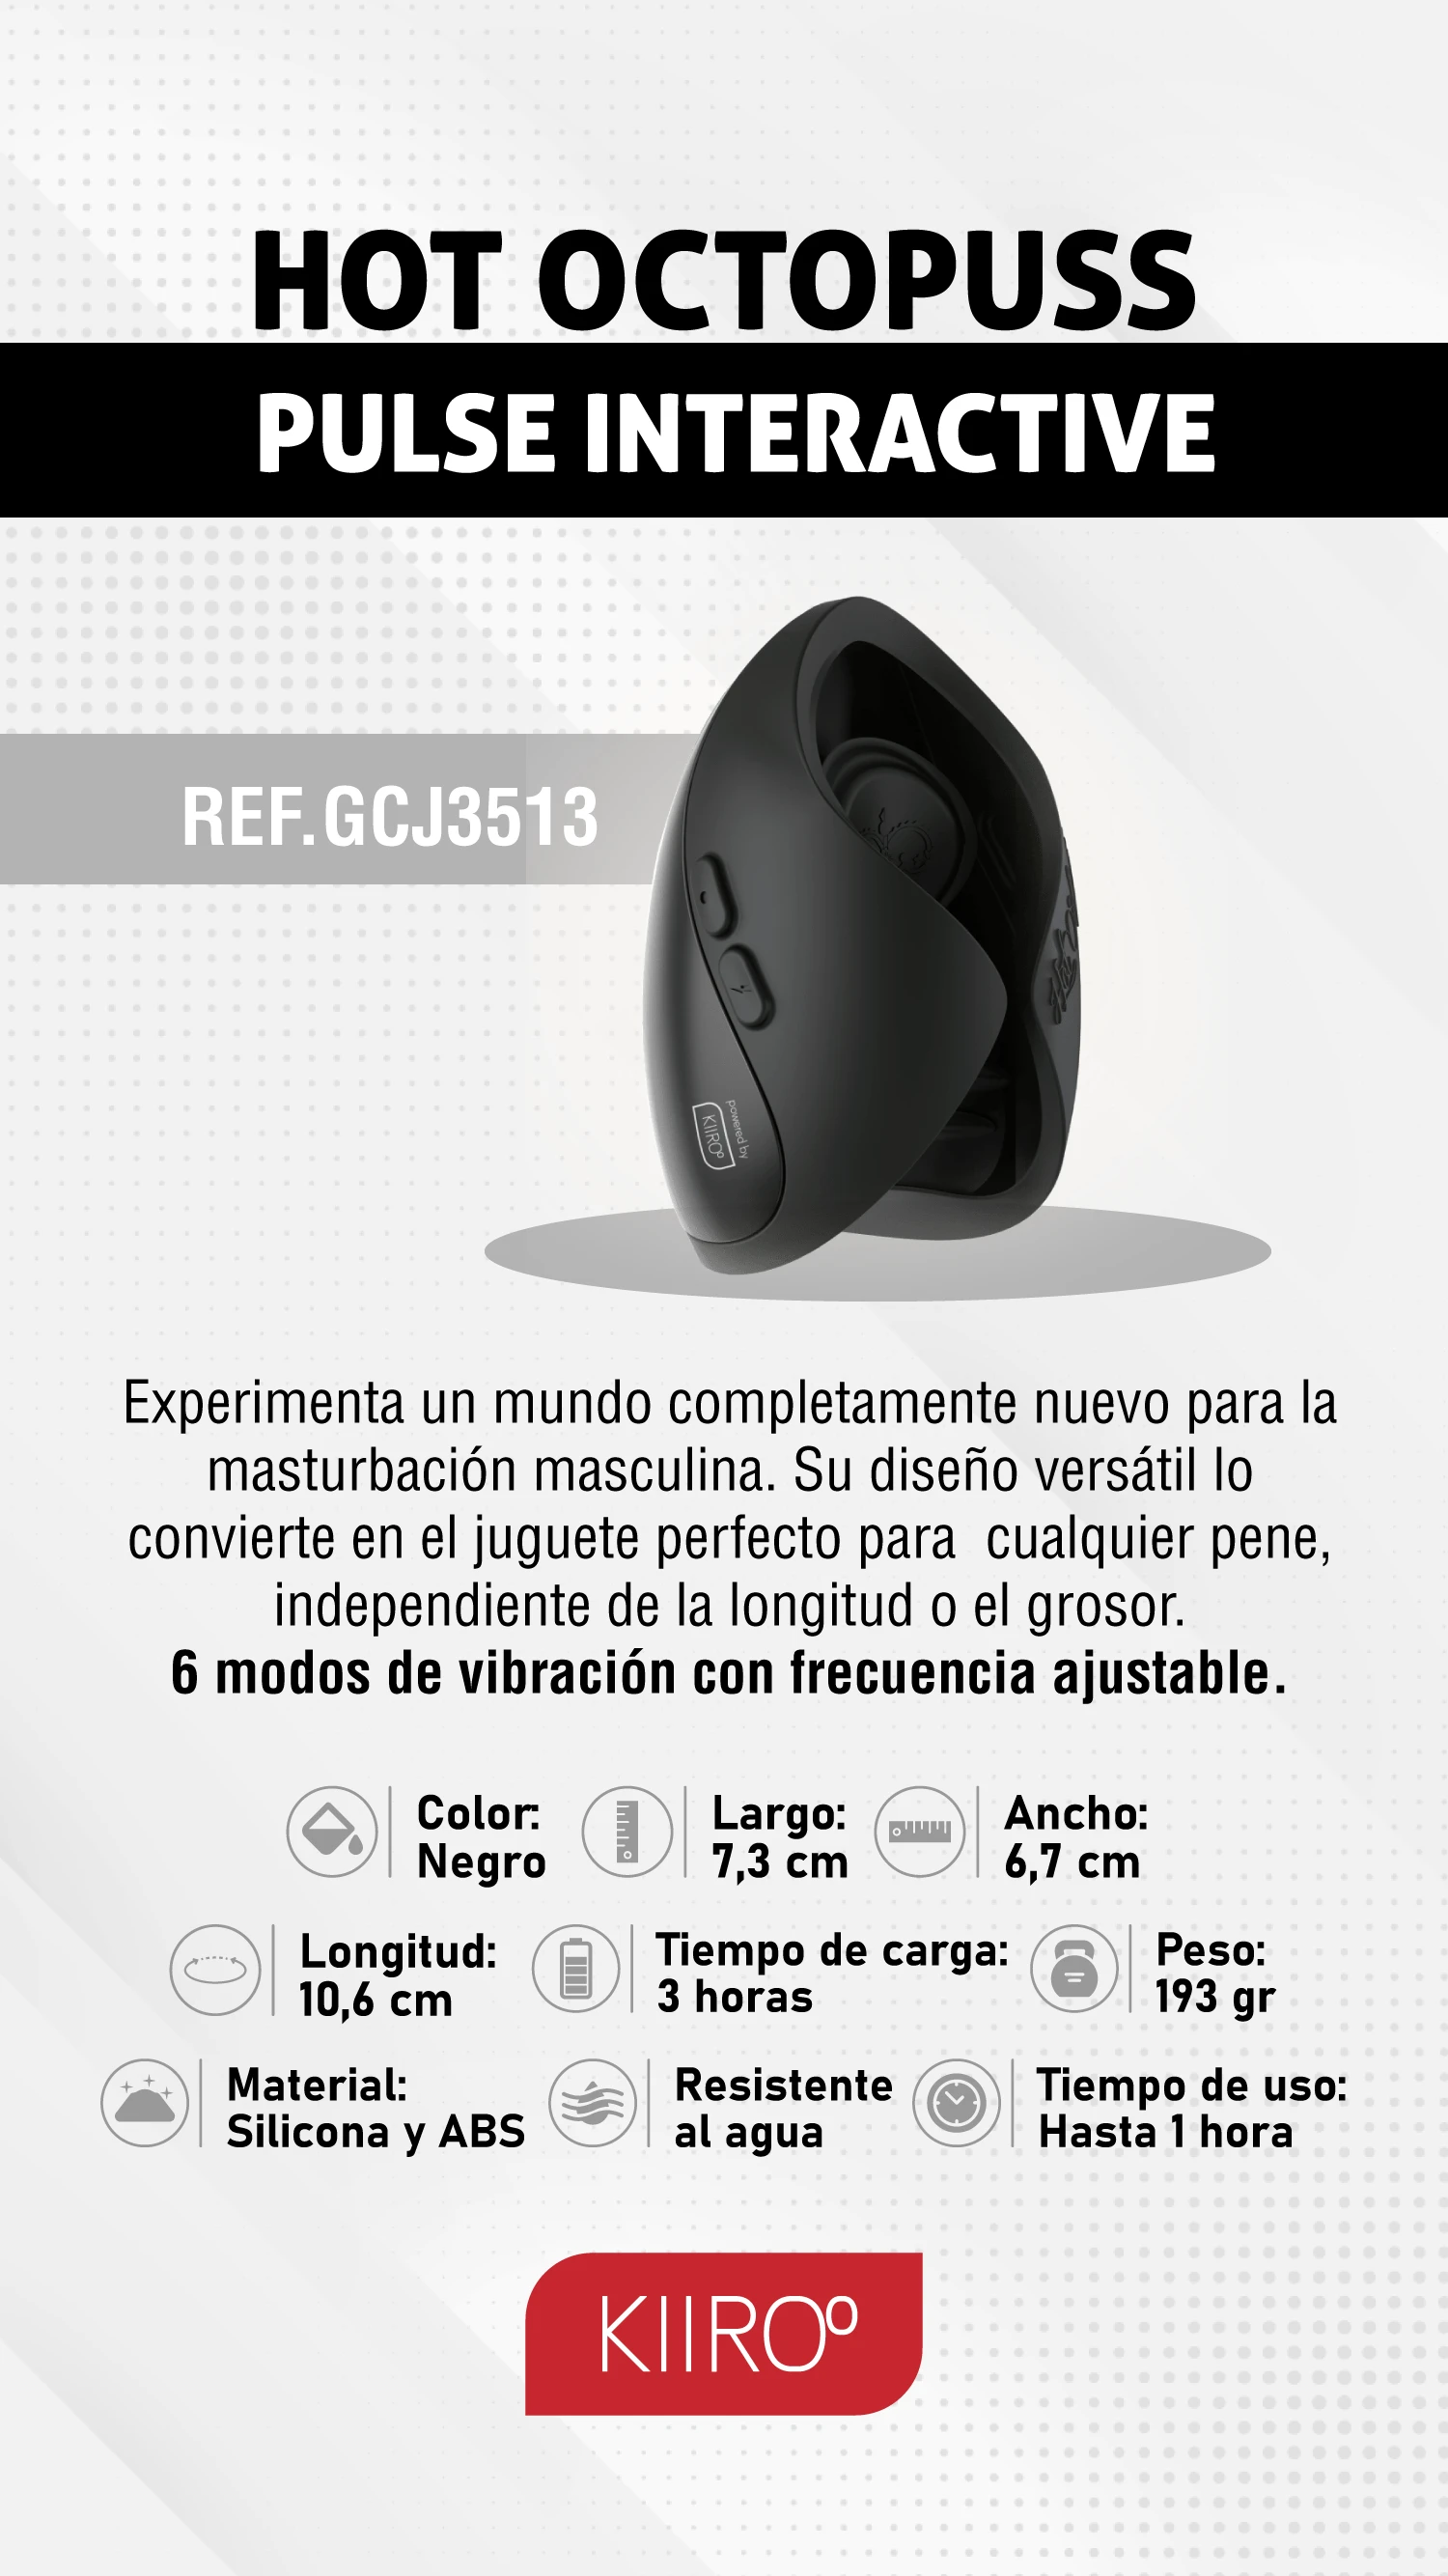 HOT OCTOPUSS
PULSE INTERACTIVE
REF.GCJ3513
powered by
KIIROO
Experimenta un mundo completamente nuevo para la
masturbación masculina. Su diseño versátil lo
convierte en el juguete perfecto para cualquier pene,
independiente de la longitud o el grosor.
6 modos de vibración con frecuencia ajustable.
Color:
Negro
Largo:
7,3 cm
Ancho:
6,7 cm
Longitud:
10,6 cm
Tiempo de carga:
3 horas
Peso:
193 gr
Material:
Silicona y ABS
Resistente
al agua
Tiempo de uso:
Hasta 1 hora
KIIROO